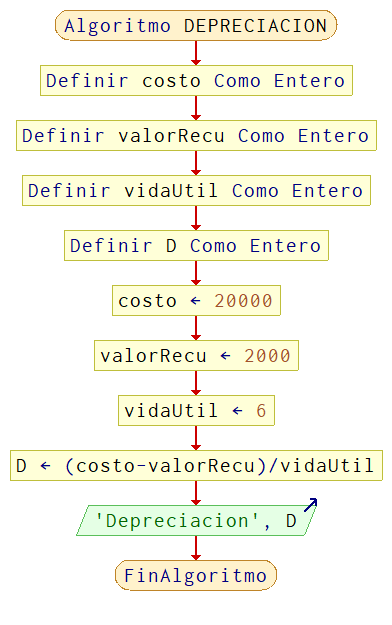 Algoritmo DEPRECIACION
Definir costo Como Entero
Definir valorRecu Como Entero
Definir vidaUtil Como Entero
Definir D Como Entero
costo ← 20000
valorRecu ← 2000
vidaUtil ← 6
D ← (costo-valorRecu)/vidaUtil
'Depreciacion', D
FinAlgoritmo